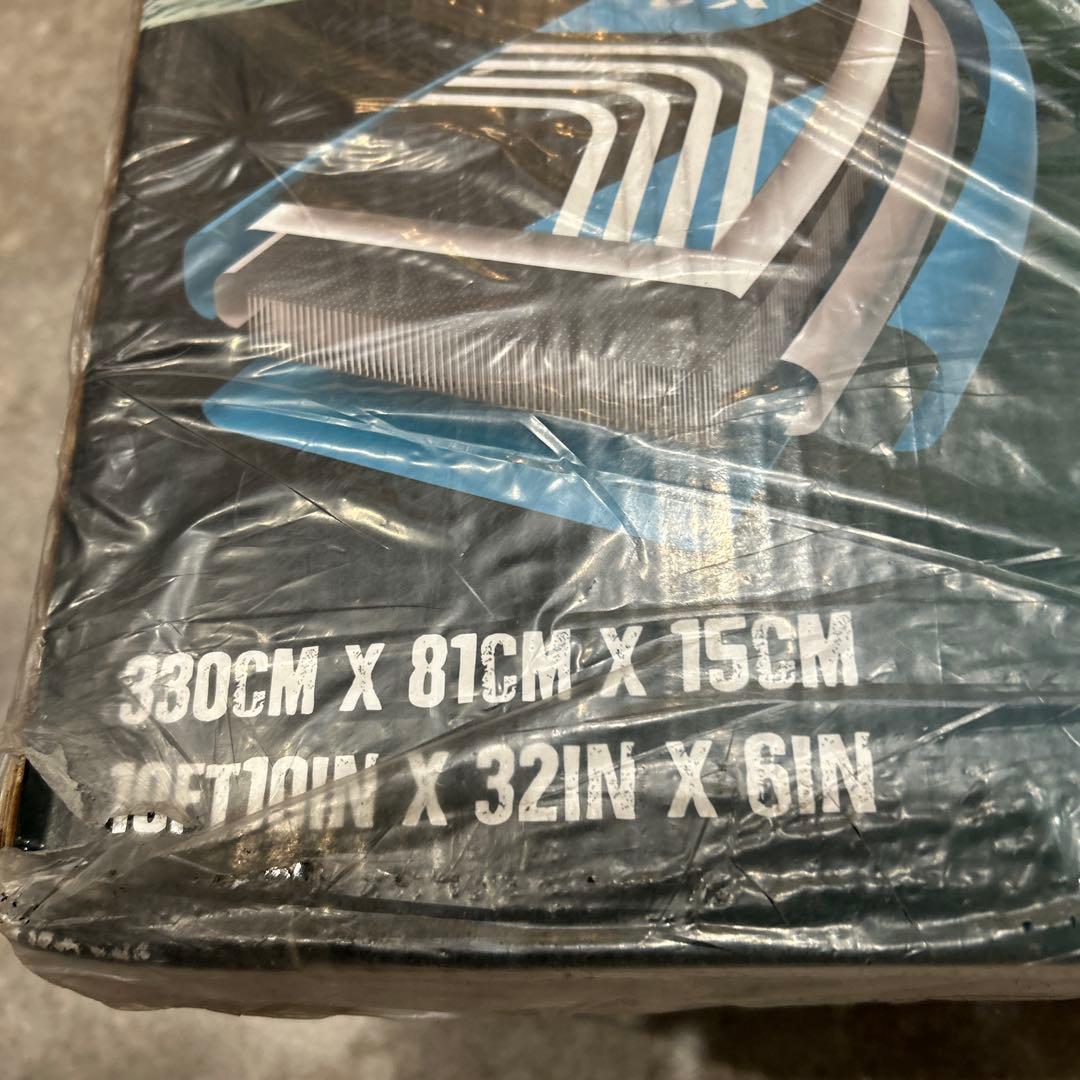 330CM X 81CM X 15CM
10FT10IN X 32IN X 6IN